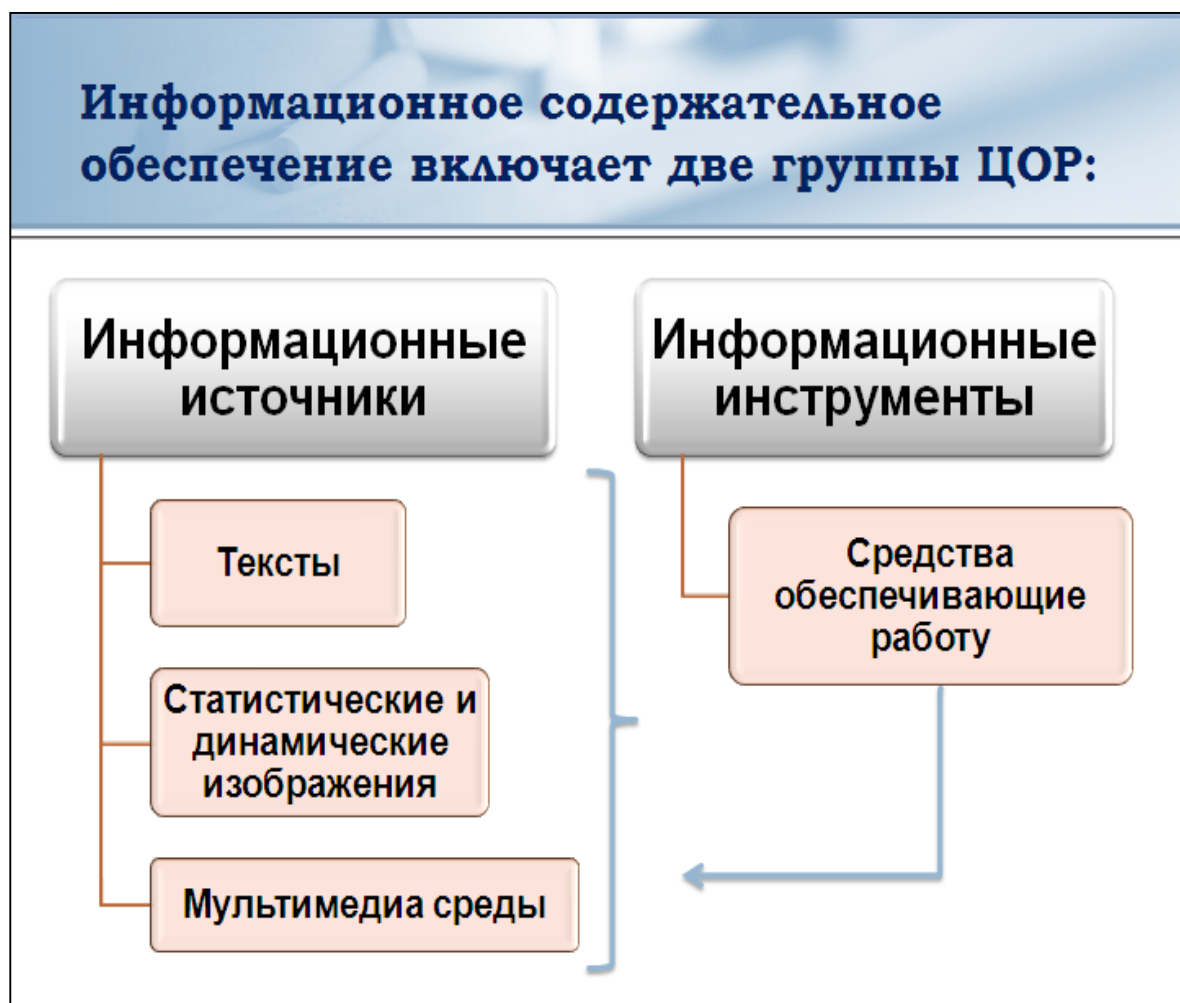 Информационное содержательное
обеспечение включает две группы ЦОР:
Информационные
источники
Тексты
Статистические и
динамические
изображения
Мультимедиа среды
Информационные
инструменты
Средства
обеспечивающие
работу